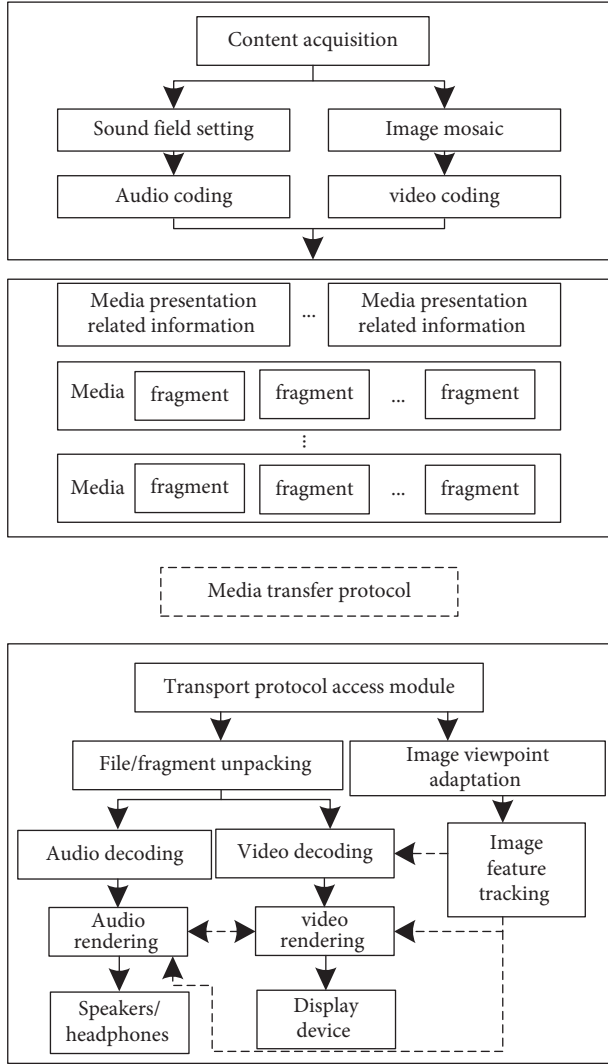 Content acquisition
Sound field setting
Image mosaic
Audio coding
video coding
Media presentation
related information
...
Media presentation
related information
Media
fragment
fragment
...
fragment
...
Media
fragment
fragment
...
fragment
Media transfer protocol
Transport protocol access module
File/fragment unpacking
Image viewpoint
adaptation
Audio decoding
Video decoding
Image
feature
tracking
Audio
rendering
video
rendering
Speakers/
headphones
Display
device